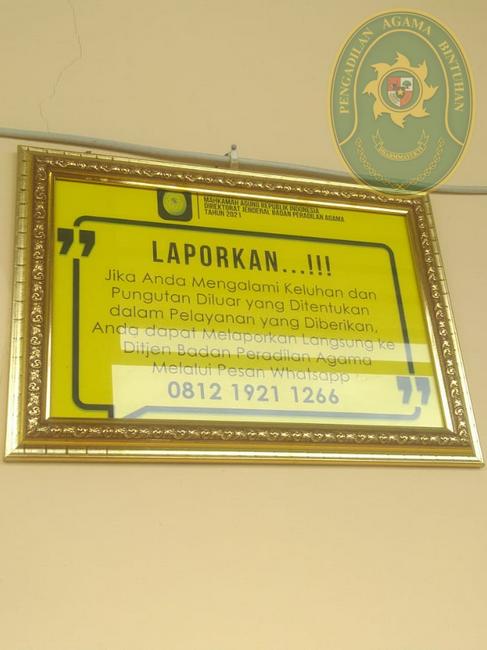 PENGADILAN AGAMA BINTUHAN
MAHKAMAH AGUNG REPUBLIK INDONESIA
DIREKTORAT JENDERAL BADAN PERADILAN AGAMA
TAHUN 2021
LAPORKAN...!!!
Jika Anda Mengalami Keluhan dan
Pungutan Diluar yang Ditentukan
dalam Pelayanan yang Diberikan,
Anda dapat Melaporkan Langsung ke
Ditjen Badan Peradilan Agama
Melalui Pesan Whatsapp
0812 1921 1266